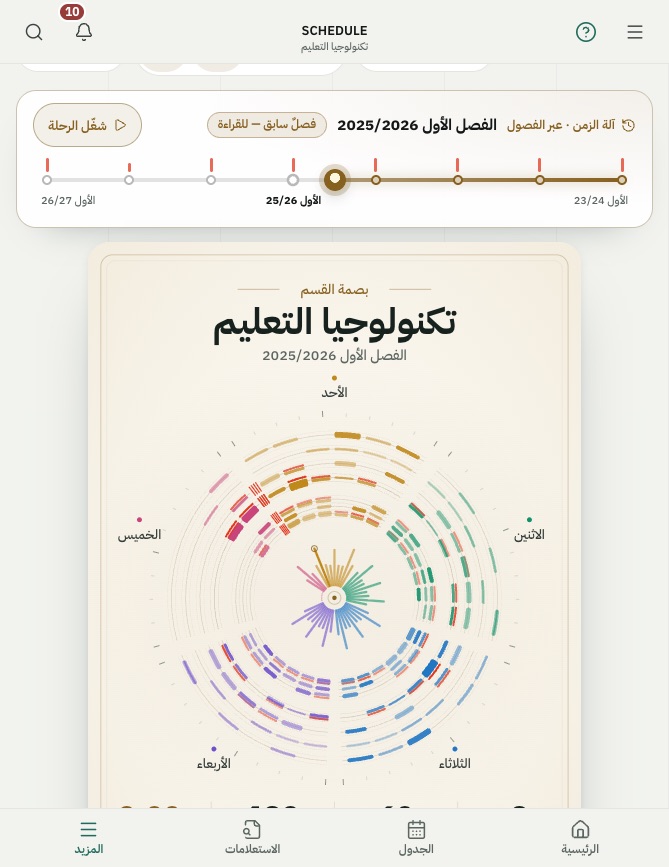 10
SCHEDULE
تكنولوجيا التعليم
آلة الزمن · عبر الفصول
الفصل الأول 2025/2026
فصلٌ سابق — للقراءة
شغّل الرحلة
الأول 23/24
الأول 25/26
الأول 26/27
بصمة القسم
تكنولوجيا التعليم
الفصل الأول 2025/2026
الأحد
الاثنين
الخميس
الثلاثاء
الأربعاء
الرئيسية
الجدول
الاستعلامات
المزيد